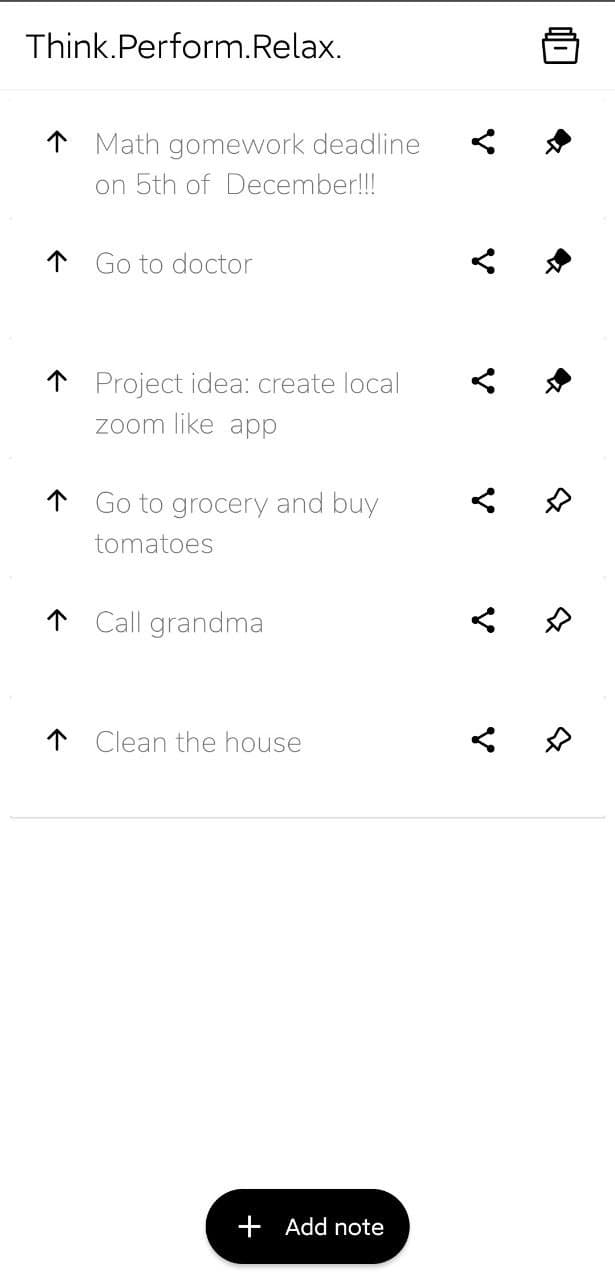 Think.Perform.Relax.
Math gomework deadline
on 5th of  December!!!
Go to doctor
Project idea: create local
zoom like  app
Go to grocery and buy
tomatoes
Call grandma
Clean the house
Add note